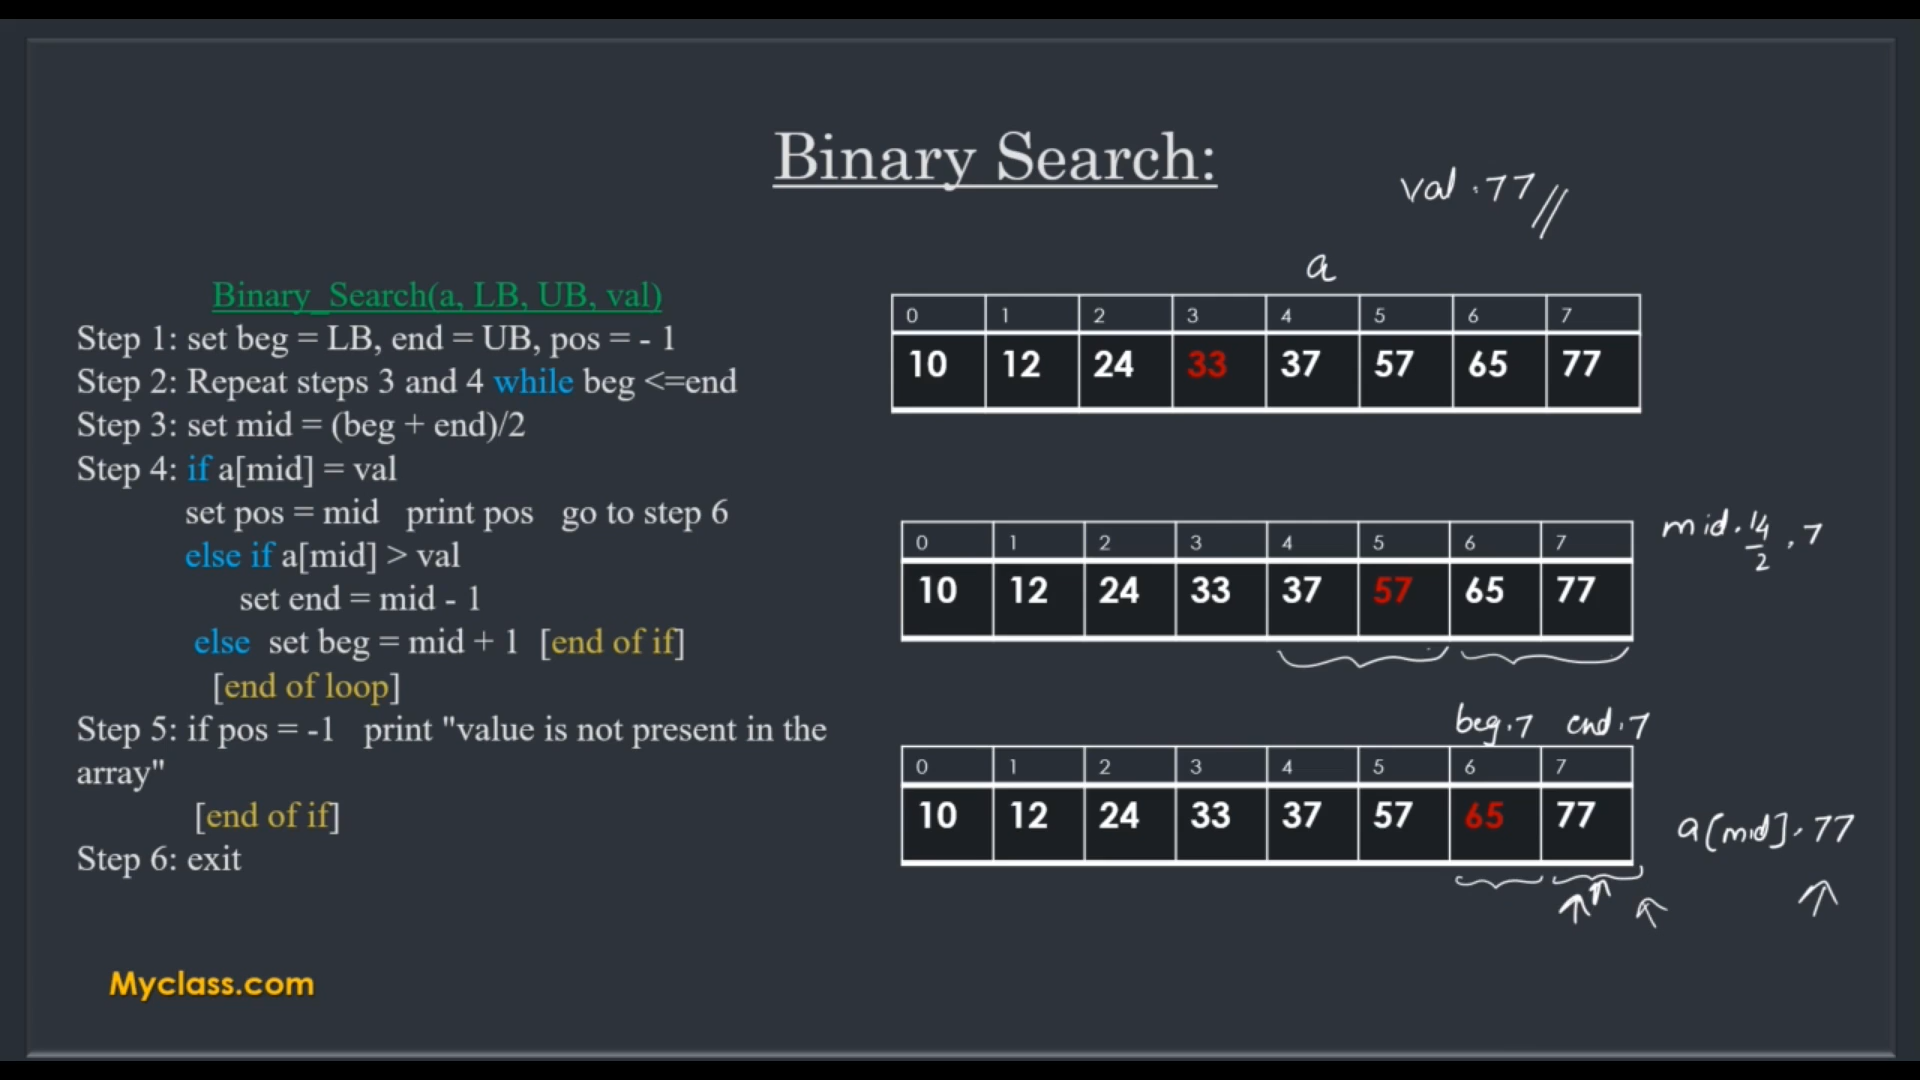 Binary Search:
val = 77
Binary_Search(a, LB, UB, val)
Step 1: set beg = LB, end = UB, pos = - 1
Step 2: Repeat steps 3 and 4 while beg <=end
Step 3: set mid = (beg + end)/2
Step 4: if a[mid] = val
set pos = mid print pos go to step 6
else if a[mid] > val
set end = mid - 1
else set beg = mid + 1 [end of if]
[end of loop]
Step 5: if pos = -1 print "value is not present in the
array"
[end of if]
Step 6: exit
a
0 1 2 3 4 5 6 7
10 12 24 33 37 57 65 77
mid = 14/2 = 7
0 1 2 3 4 5 6 7
10 12 24 33 37 57 65 77
beg = 7 end = 7
0 1 2 3 4 5 6 7
10 12 24 33 37 57 65 77
a[mid] = 77
Myclass.com